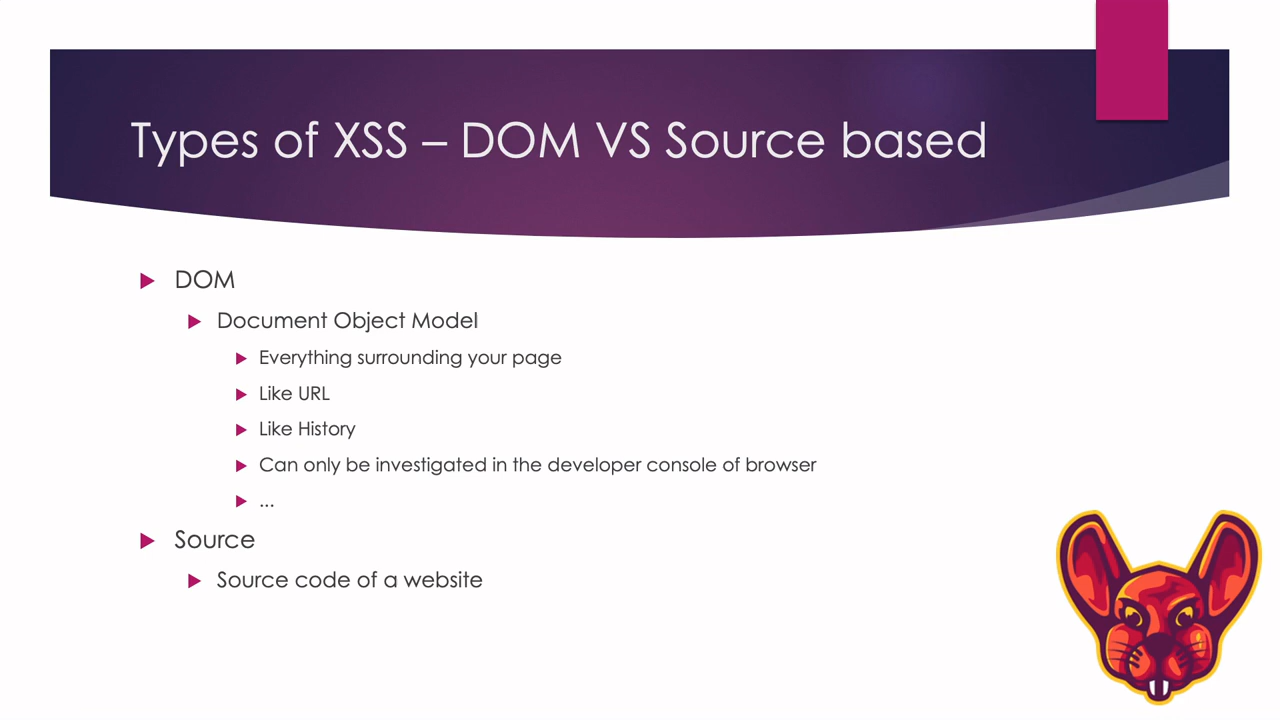 Types of XSS – DOM VS Source based
DOM
Document Object Model
Everything surrounding your page
Like URL
Like History
Can only be investigated in the developer console of browser
...
Source
Source code of a website